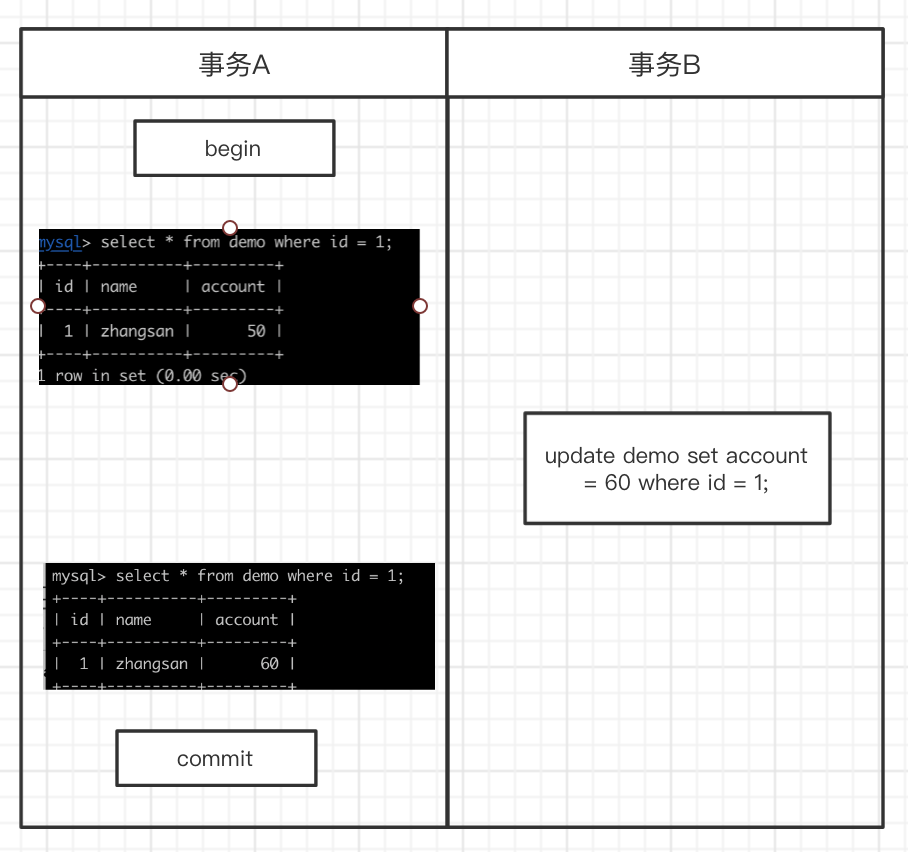 事务A
事务B
begin
mysql> select * from demo where id = 1;
+----+----------+---------+
| id | name     | account |
+----+----------+---------+
|  1 | zhangsan |      50 |
+----+----------+---------+
1 row in set (0.00 sec)
update demo set account
= 60 where id = 1;
mysql> select * from demo where id = 1;
+----+----------+---------+
| id | name     | account |
+----+----------+---------+
|  1 | zhangsan |      60 |
+----+----------+---------+
commit